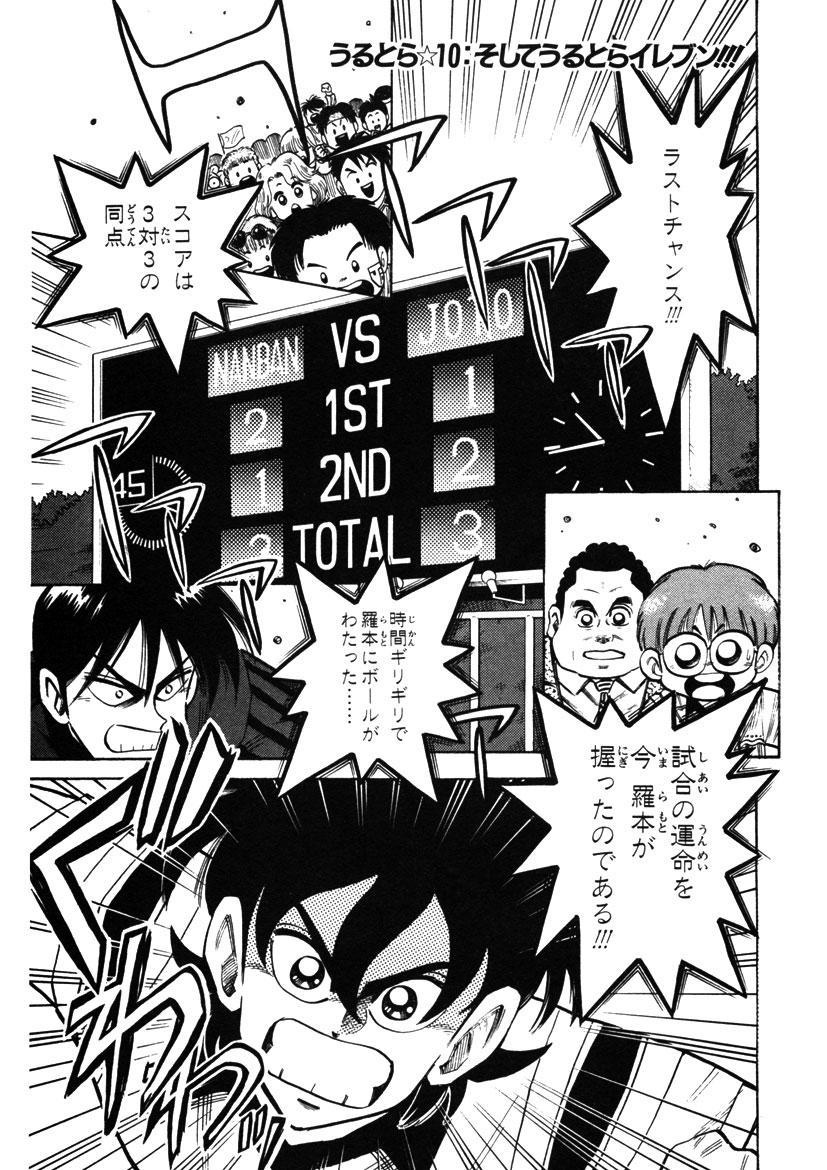 うるとら☆10：そしてうるとらイレブン!!!
ラストチャンス!!!
スコアは
3対3の
同点
NANBAN VS JOTO
2 1ST 1
45
1 2ND 2
3 TOTAL 3
時間ギリギリで
羅本にボールが
わたった……
試合の運命を
今 羅本が
握ったのである!!!